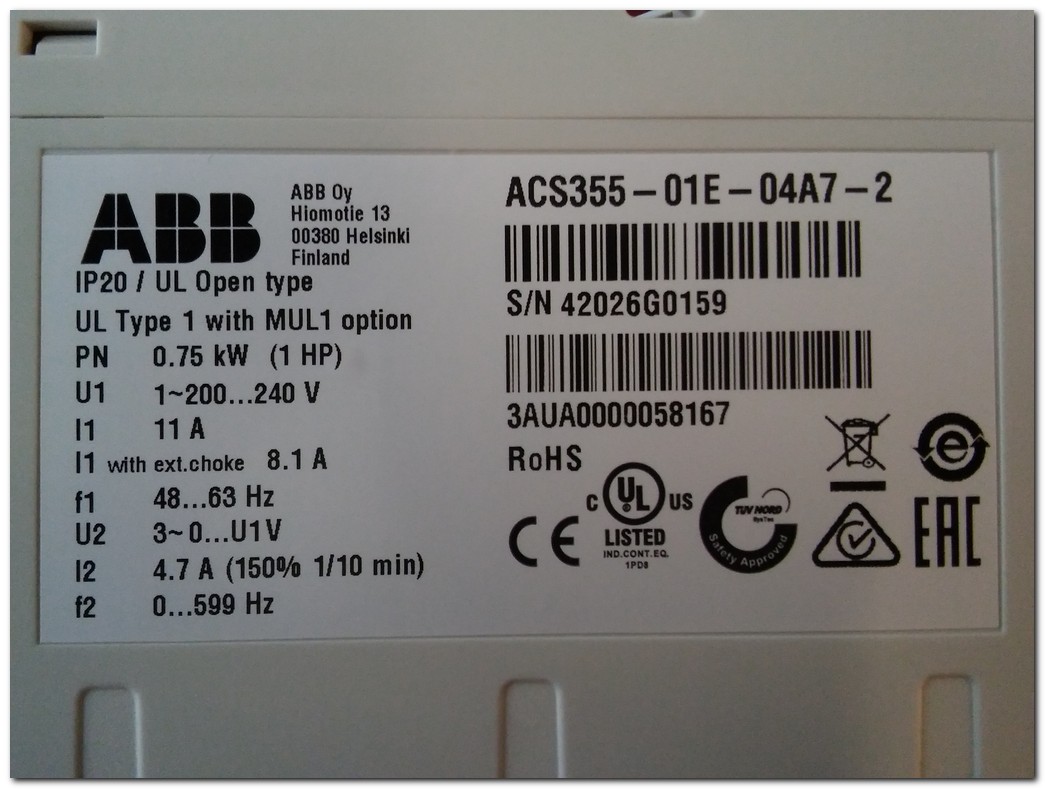 ABB
ABB Oy
Hiomotie 13
00380 Helsinki
Finland
IP20 / UL Open type
UL Type 1 with MUL1 option
PN 0.75 kW (1 HP)
U1 1~200...240 V
I1 11 A
I1 with ext.choke 8.1 A
f1 48...63 Hz
U2 3~0...U1V
I2 4.7 A (150% 1/10 min)
f2 0...599 Hz
ACS355-01E-04A7-2
S/N 42026G0159
3AUA0000058167
RoHS
CE
C UL US
®
LISTED
IND.CONT.EQ.
1PD8
TÜV NORD
SysTec
Safety Approved
e
EAC